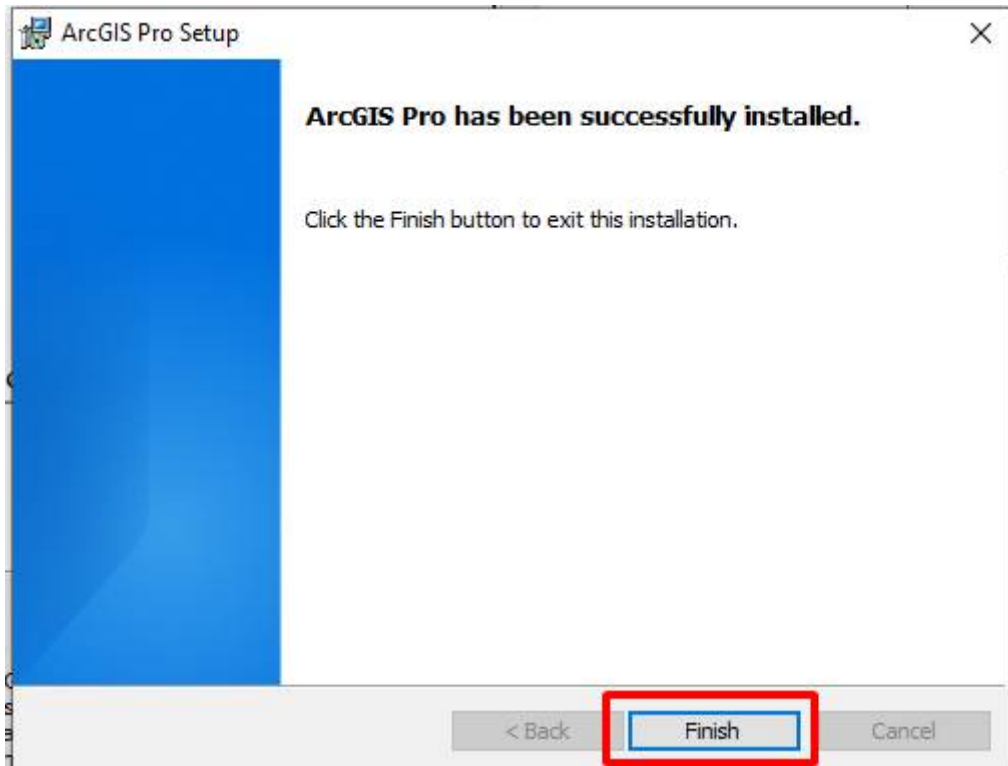 ArcGIS Pro Setup
ArcGIS Pro has been successfully installed.
Click the Finish button to exit this installation.
< Back
Finish
Cancel